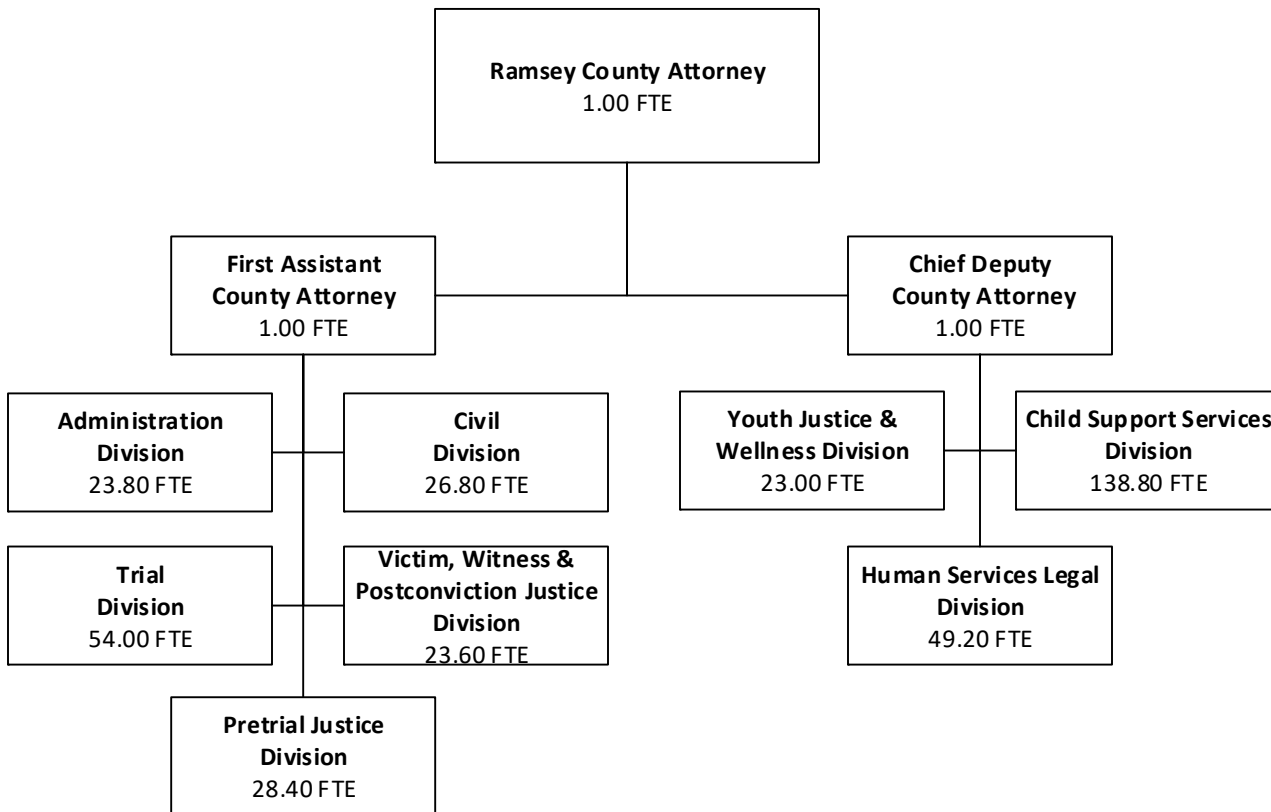 Ramsey County Attorney
1.00 FTE
First Assistant
County Attorney
1.00 FTE
Chief Deputy
County Attorney
1.00 FTE
Administration
Division
23.80 FTE
Civil
Division
26.80 FTE
Youth Justice &
Wellness Division
23.00 FTE
Child Support Services
Division
138.80 FTE
Trial
Division
54.00 FTE
Victim, Witness &
Postconviction Justice
Division
23.60 FTE
Human Services Legal
Division
49.20 FTE
Pretrial Justice
Division
28.40 FTE